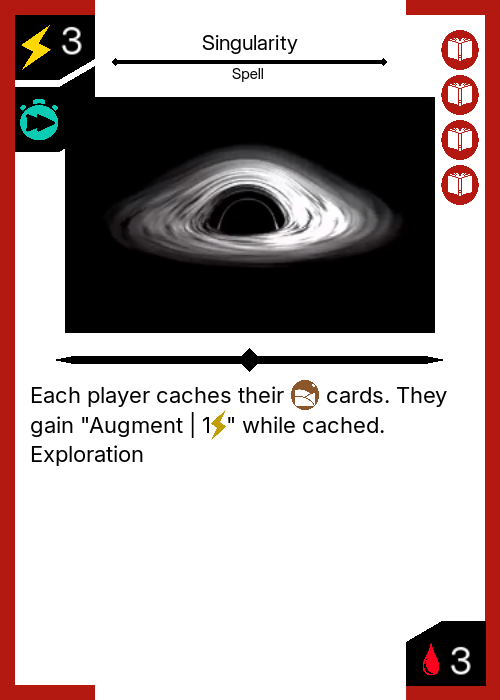 3
Singularity
Spell
Each player caches their cards. They
gain "Augment | 1" while cached.
Exploration
3